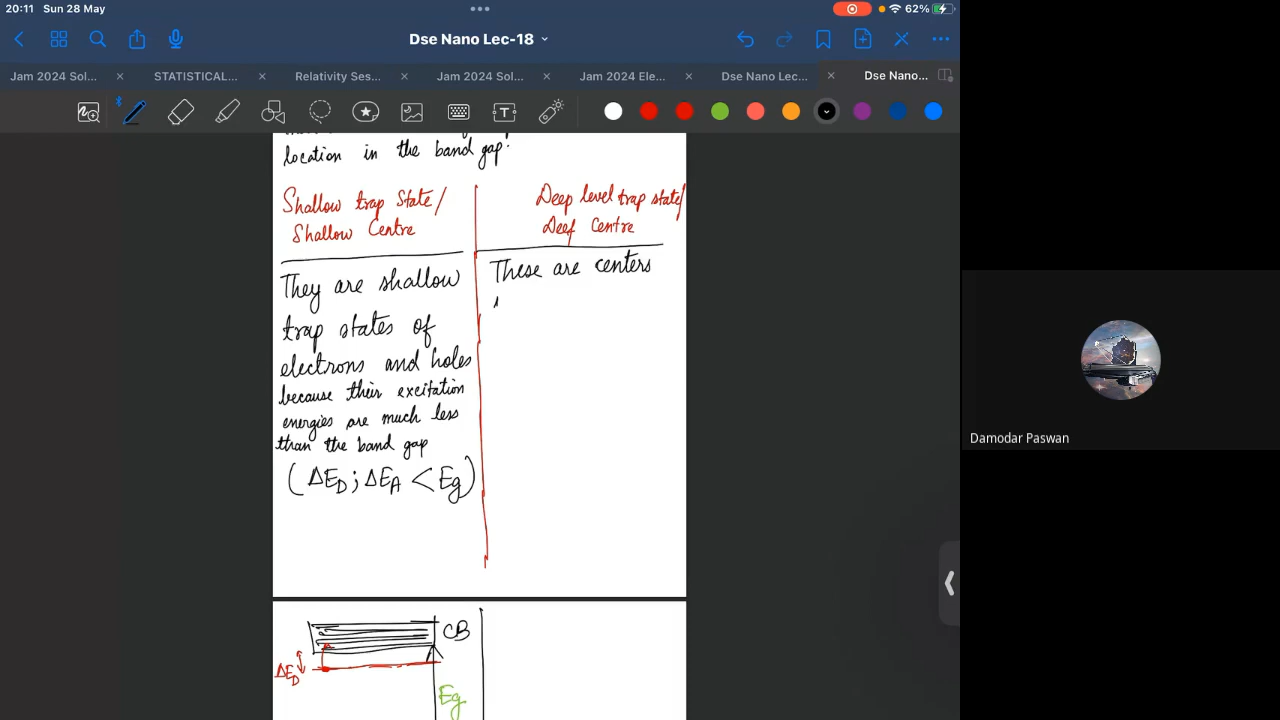 20:11 Sun 28 May
62%
Dse Nano Lec-18
Jam 2024 Sol...
STATISTICAL...
Relativity Ses...
Jam 2024 Sol...
Jam 2024 Ele...
Dse Nano Lec...
Dse Nano...
location in the band gap.
Shallow trap State/
Shallow Centre
They are shallow
trap states of
electrons and holes
because their excitation
energies are much less
than the band gap
(ΔE_D ; ΔE_A < Eg)
Deep level trap state/
Deef Centre
These are centers
CB
ΔE_D
Eg
Damodar Paswan